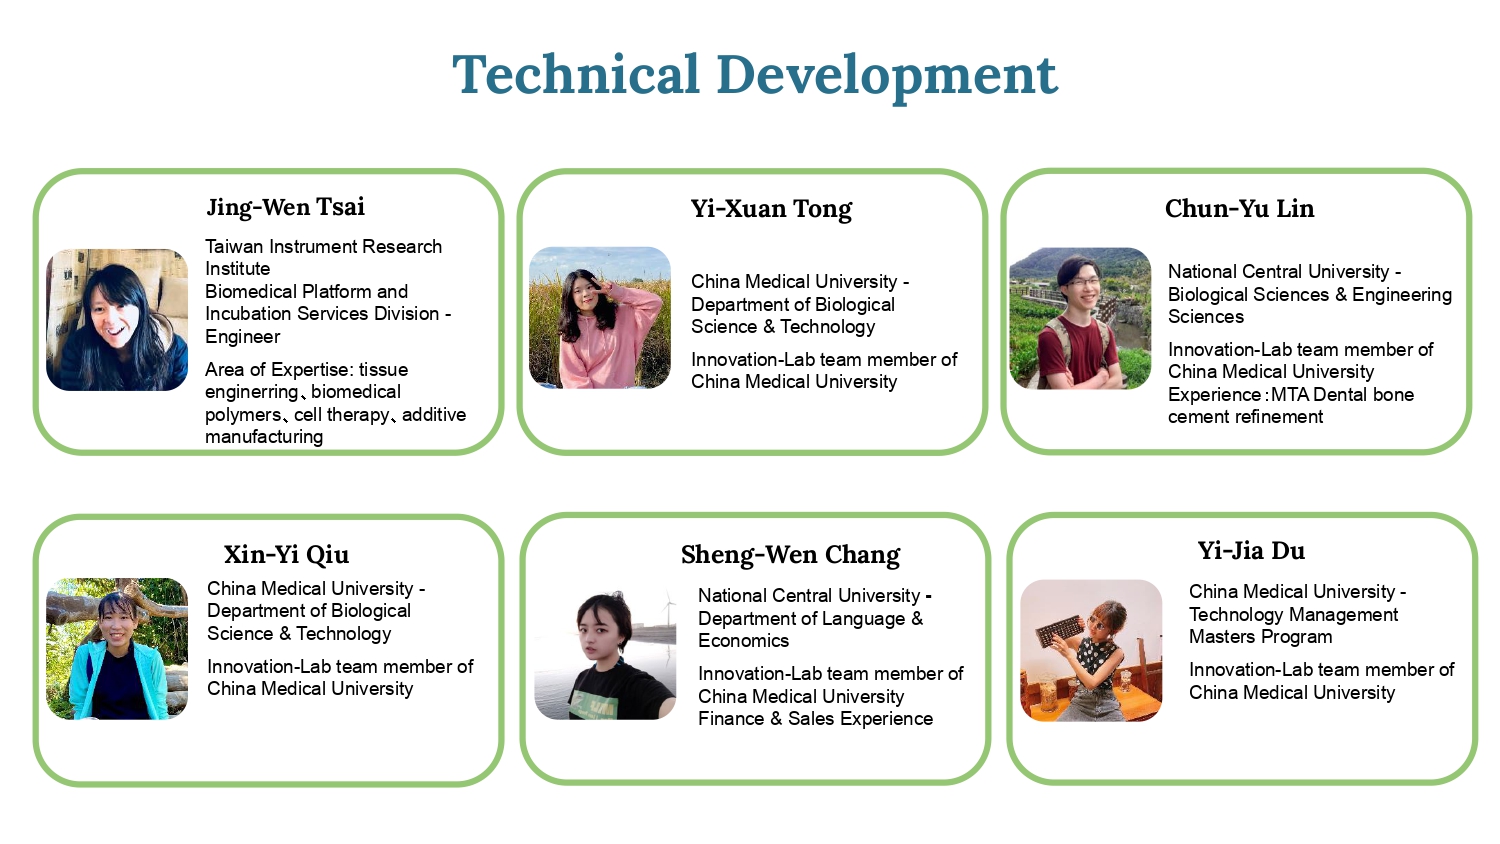 Technical Development
Jing-Wen Tsai
Taiwan Instrument Research
Institute
Biomedical Platform and
Incubation Services Division -
Engineer
Area of Expertise: tissue
enginerring、biomedical
polymers、cell therapy、additive
manufacturing
Yi-Xuan Tong
China Medical University -
Department of Biological
Science & Technology
Innovation-Lab team member of
China Medical University
Chun-Yu Lin
National Central University -
Biological Sciences & Engineering
Sciences
Innovation-Lab team member of
China Medical University
Experience:MTA Dental bone
cement refinement
Xin-Yi Qiu
China Medical University -
Department of Biological
Science & Technology
Innovation-Lab team member of
China Medical University
Sheng-Wen Chang
National Central University -
Department of Language &
Economics
Innovation-Lab team member of
China Medical University
Finance & Sales Experience
Yi-Jia Du
China Medical University -
Technology Management
Masters Program
Innovation-Lab team member of
China Medical University